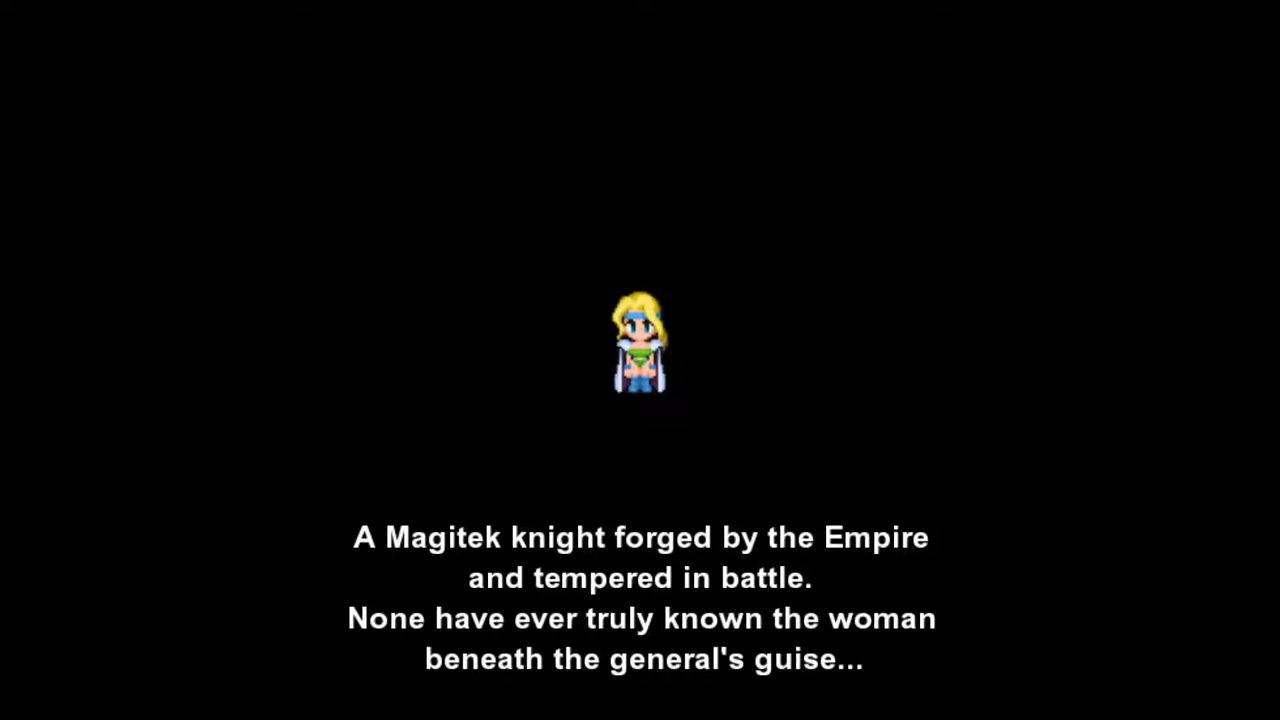 A Magitek knight forged by the Empire
and tempered in battle.
None have ever truly known the woman
beneath the general's guise...